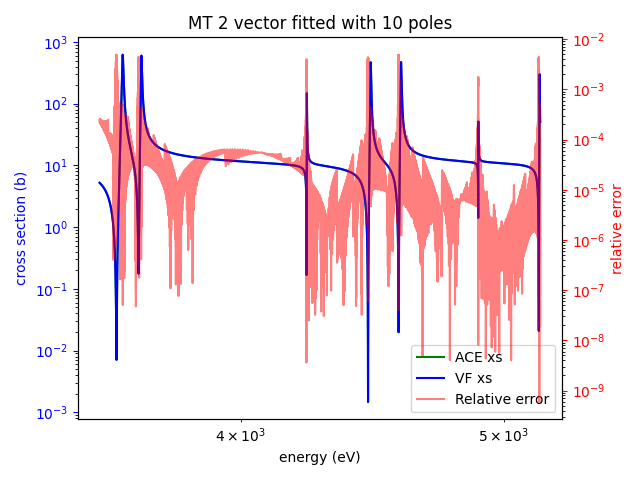 MT 2 vector fitted with 10 poles
10³
10²
10¹
10⁰
10⁻¹
10⁻²
10⁻³
cross section (b)
10⁻²
10⁻³
10⁻⁴
10⁻⁵
10⁻⁶
10⁻⁷
10⁻⁸
10⁻⁹
relative error
ACE xs
VF xs
Relative error
4 × 10³
5 × 10³
energy (eV)